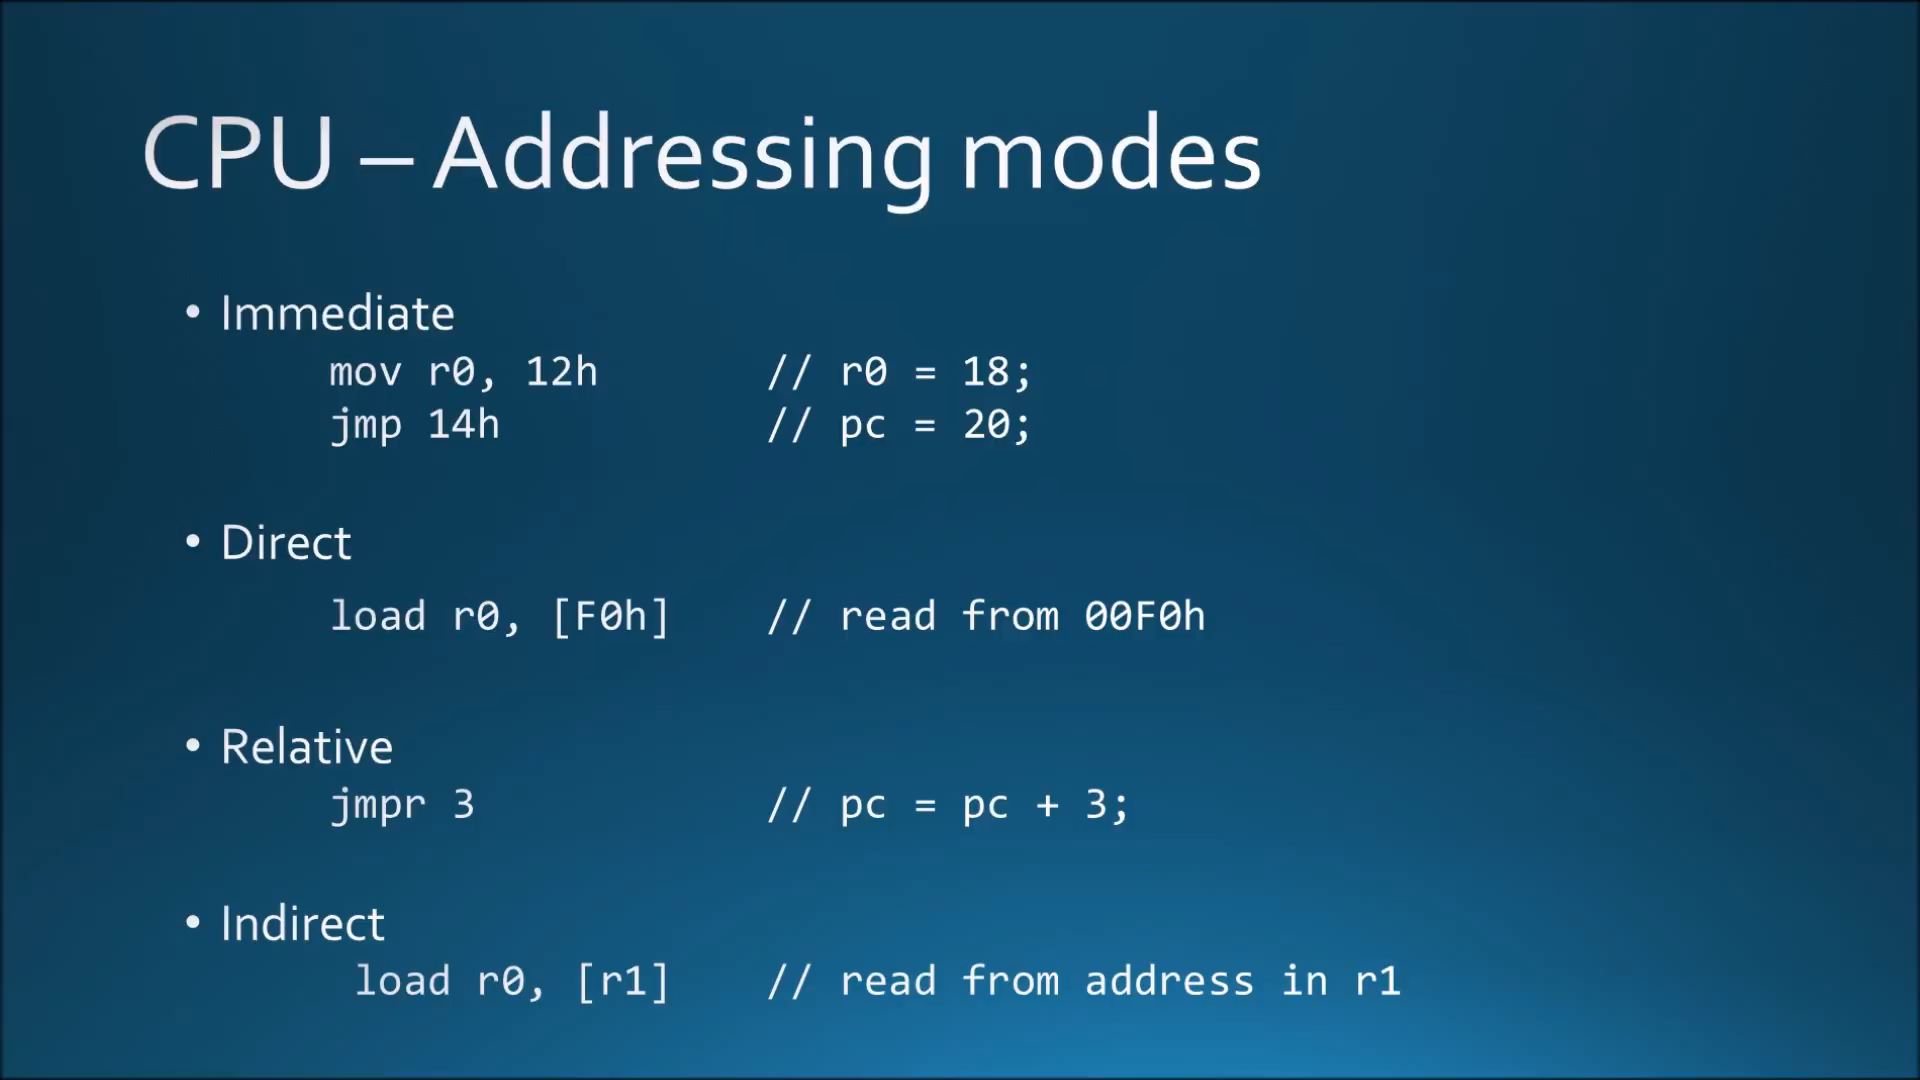 CPU – Addressing modes
• Immediate
mov r0, 12h // r0 = 18;
jmp 14h // pc = 20;
• Direct
load r0, [F0h] // read from 00F0h
• Relative
jmpr 3 // pc = pc + 3;
• Indirect
load r0, [r1] // read from address in r1